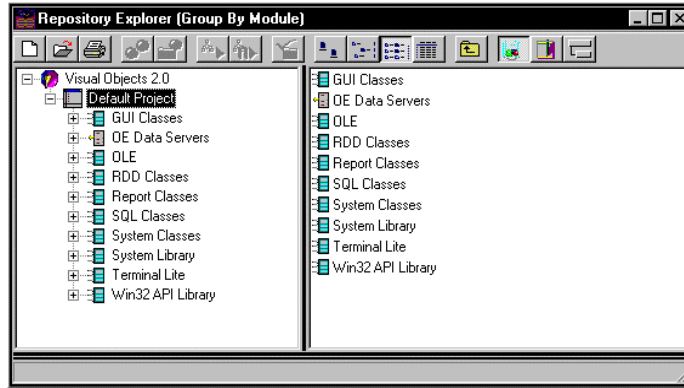 Repository Explorer (Group By Module)
Visual Objects 2.0
Default Project
GUI Classes
OE Data Servers
OLE
RDD Classes
Report Classes
SQL Classes
System Classes
System Library
Terminal Lite
Win32 API Library
GUI Classes
OE Data Servers
OLE
RDD Classes
Report Classes
SQL Classes
System Classes
System Library
Terminal Lite
Win32 API Library